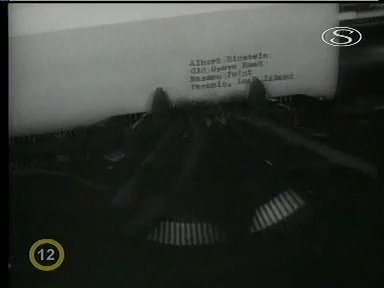 S
Albert Einstein
Old Grove Road
Nassau Point
Peconic, Long Island
12